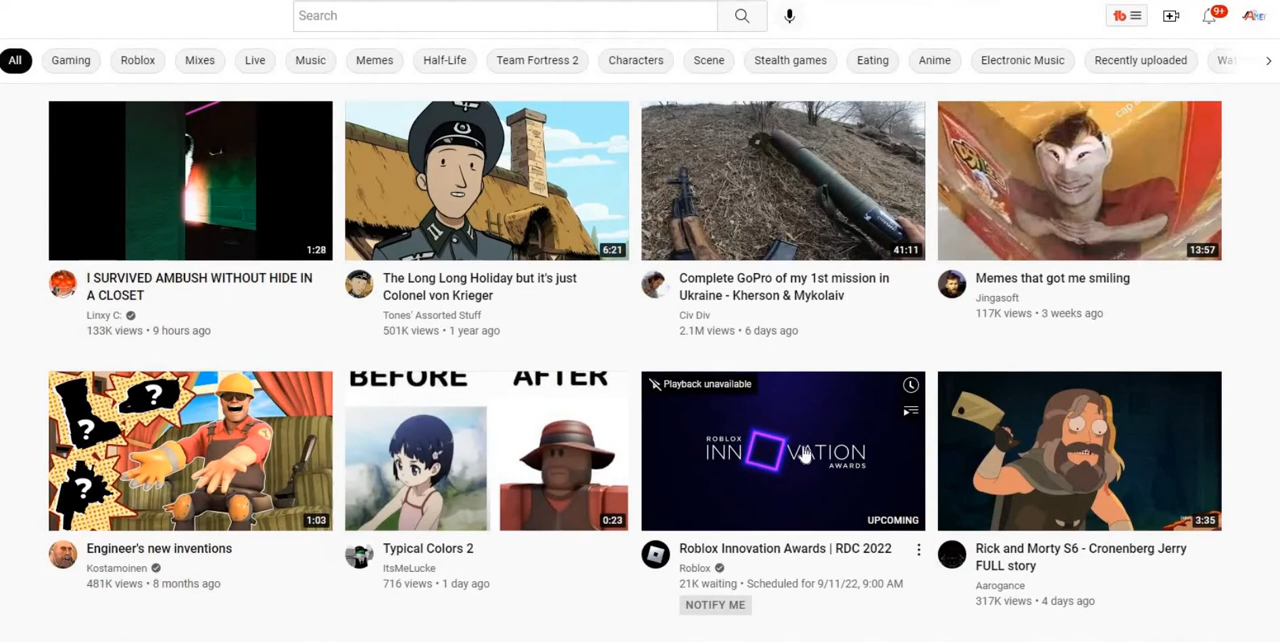 Search
9+
All
Gaming
Roblox
Mixes
Live
Music
Memes
Half-Life
Team Fortress 2
Characters
Scene
Stealth games
Eating
Anime
Electronic Music
Recently uploaded
1:28
6:21
41:11
13:57
I SURVIVED AMBUSH WITHOUT HIDE IN
A CLOSET
Linxy C:
133K views • 9 hours ago
The Long Long Holiday but it's just
Colonel von Krieger
Tones' Assorted Stuff
501K views • 1 year ago
Complete GoPro of my 1st mission in
Ukraine - Kherson & Mykolaiv
Civ Div
2.1M views • 6 days ago
Memes that got me smiling
Jingasoft
117K views • 3 weeks ago
? ? ?
1:03
BEFORE AFTER
0:23
Playback unavailable
ROBLOX
INNOVATION
AWARDS
UPCOMING
3:35
Engineer's new inventions
Kostamoinen
481K views • 8 months ago
Typical Colors 2
ItsMeLucke
716 views • 1 day ago
Roblox Innovation Awards | RDC 2022
Roblox
21K waiting • Scheduled for 9/11/22, 9:00 AM
NOTIFY ME
Rick and Morty S6 - Cronenberg Jerry
FULL story
Aarogance
317K views • 4 days ago